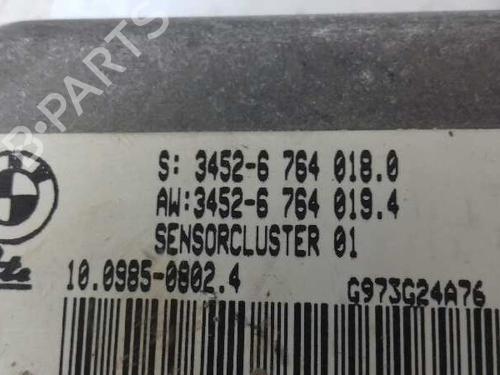 B-PARTS
S: 3452-6 764 018.0
AW:3452-6 764 019.4
SENSORCLUSTER 01
10.0985-0802.4 G973G24A76